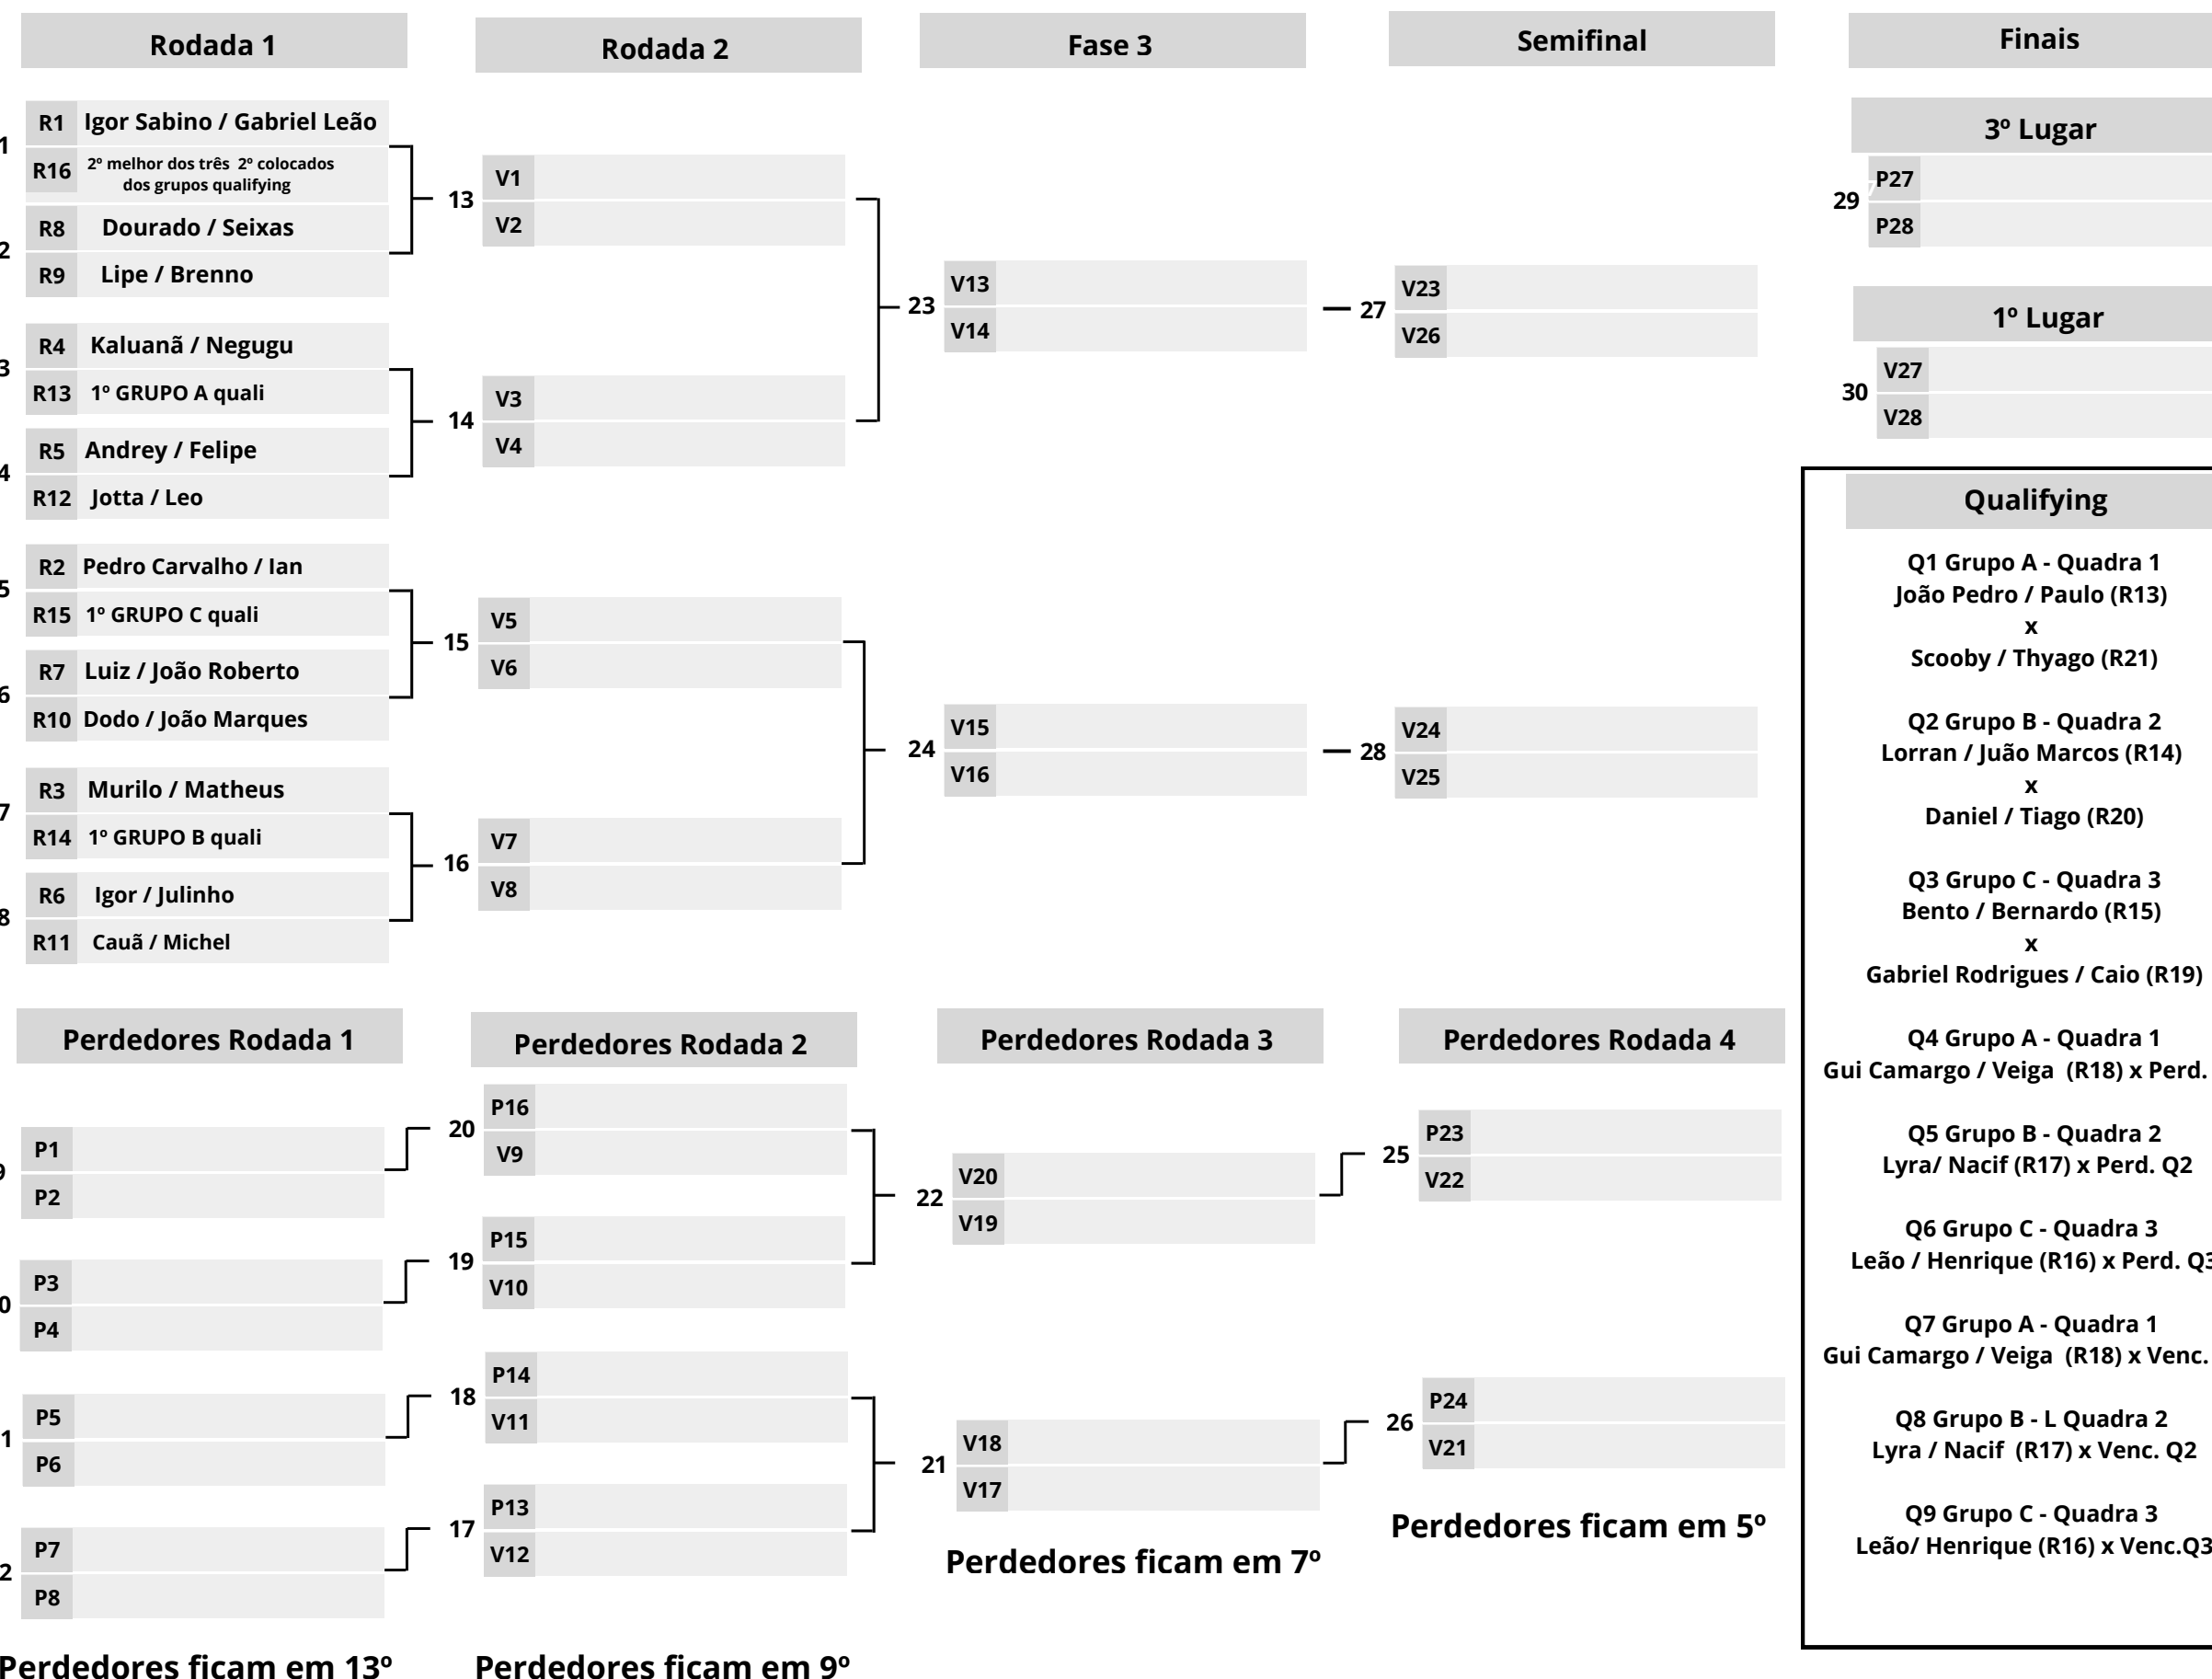 Rodada 1
Rodada 2
Fase 3
Semifinal
Finais
1
R1 Igor Sabino / Gabriel Leão
R16 2º melhor dos três 2º colocados
dos grupos qualifying
2
R8 Dourado / Seixas
R9 Lipe / Brenno
3
R4 Kaluanã / Negugu
R13 1º GRUPO A quali
4
R5 Andrey / Felipe
R12 Jotta / Leo
5
R2 Pedro Carvalho / Ian
R15 1º GRUPO C quali
6
R7 Luiz / João Roberto
R10 Dodo / João Marques
7
R3 Murilo / Matheus
R14 1º GRUPO B quali
8
R6 Igor / Julinho
R11 Cauã / Michel
13
V1
V2
14
V3
V4
15
V5
V6
16
V7
V8
23
V13
V14
24
V15
V16
27
V23
V26
28
V24
V25
3º Lugar
29
P27
P28
1º Lugar
30
V27
V28
Qualifying
Q1 Grupo A - Quadra 1
João Pedro / Paulo (R13)
x
Scooby / Thyago (R21)
Q2 Grupo B - Quadra 2
Lorran / Juão Marcos (R14)
x
Daniel / Tiago (R20)
Q3 Grupo C - Quadra 3
Bento / Bernardo (R15)
x
Gabriel Rodrigues / Caio (R19)
Q4 Grupo A - Quadra 1
Gui Camargo / Veiga (R18) x Perd.
Q5 Grupo B - Quadra 2
Lyra/ Nacif (R17) x Perd. Q2
Q6 Grupo C - Quadra 3
Leão / Henrique (R16) x Perd. Q3
Q7 Grupo A - Quadra 1
Gui Camargo / Veiga (R18) x Venc.
Q8 Grupo B - L Quadra 2
Lyra / Nacif (R17) x Venc. Q2
Q9 Grupo C - Quadra 3
Leão/ Henrique (R16) x Venc.Q3
Perdedores Rodada 1
Perdedores Rodada 2
Perdedores Rodada 3
Perdedores Rodada 4
9
P1
P2
0
P3
P4
1
P5
P6
2
P7
P8
Perdedores ficam em 13º
20
P16
V9
19
P15
V10
18
P14
V11
17
P13
V12
Perdedores ficam em 9º
22
V20
V19
21
V18
V17
Perdedores ficam em 7º
25
P23
V22
26
P24
V21
Perdedores ficam em 5º